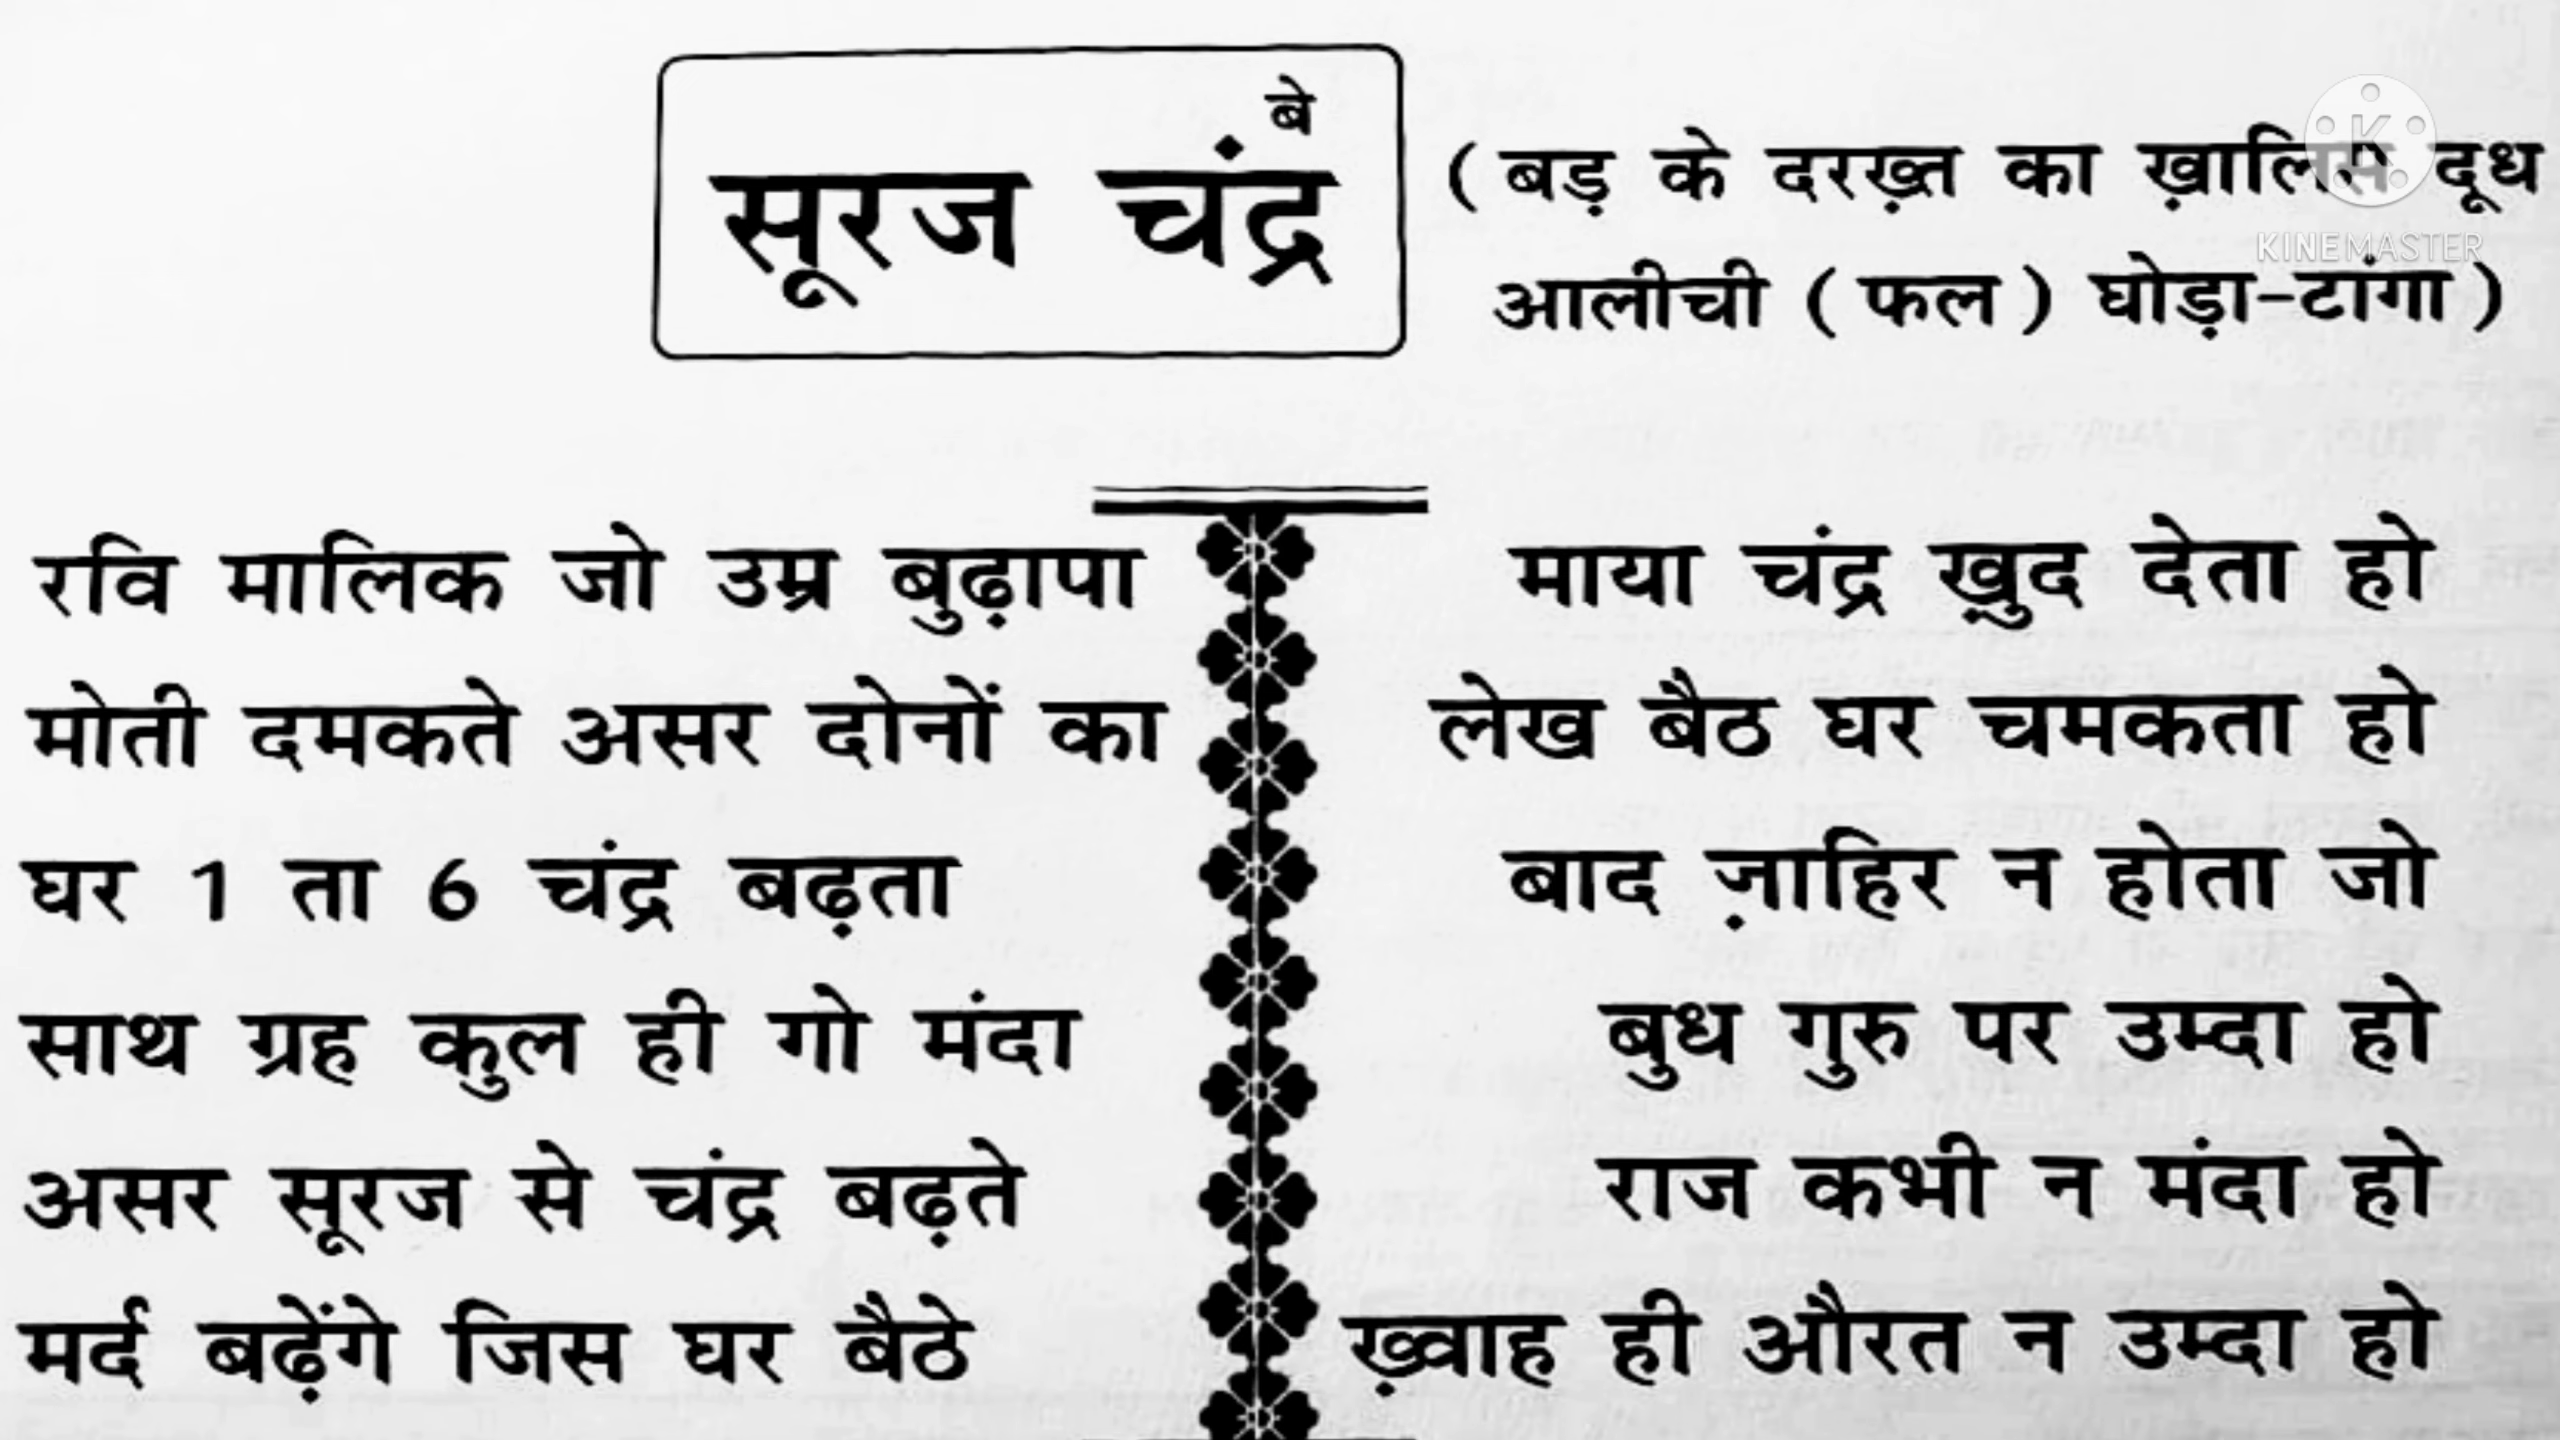 बे
सूरज चंद्र
( बड़ के दरख़्त का ख़ालिस दूध
आलीची ( फल ) घोड़ा-टांगा )
KINEMASTER
रवि मालिक जो उम्र बुढ़ापा माया चंद्र ख़ुद देता हो
मोती दमकते असर दोनों का लेख बैठ घर चमकता हो
घर 1 ता 6 चंद्र बढ़ता बाद ज़ाहिर न होता जो
साथ ग्रह कुल ही गो मंदा बुध गुरु पर उम्दा हो
असर सूरज से चंद्र बढ़ते राज कभी न मंदा हो
मर्द बढ़ेंगे जिस घर बैठे ख़्वाह ही औरत न उम्दा हो